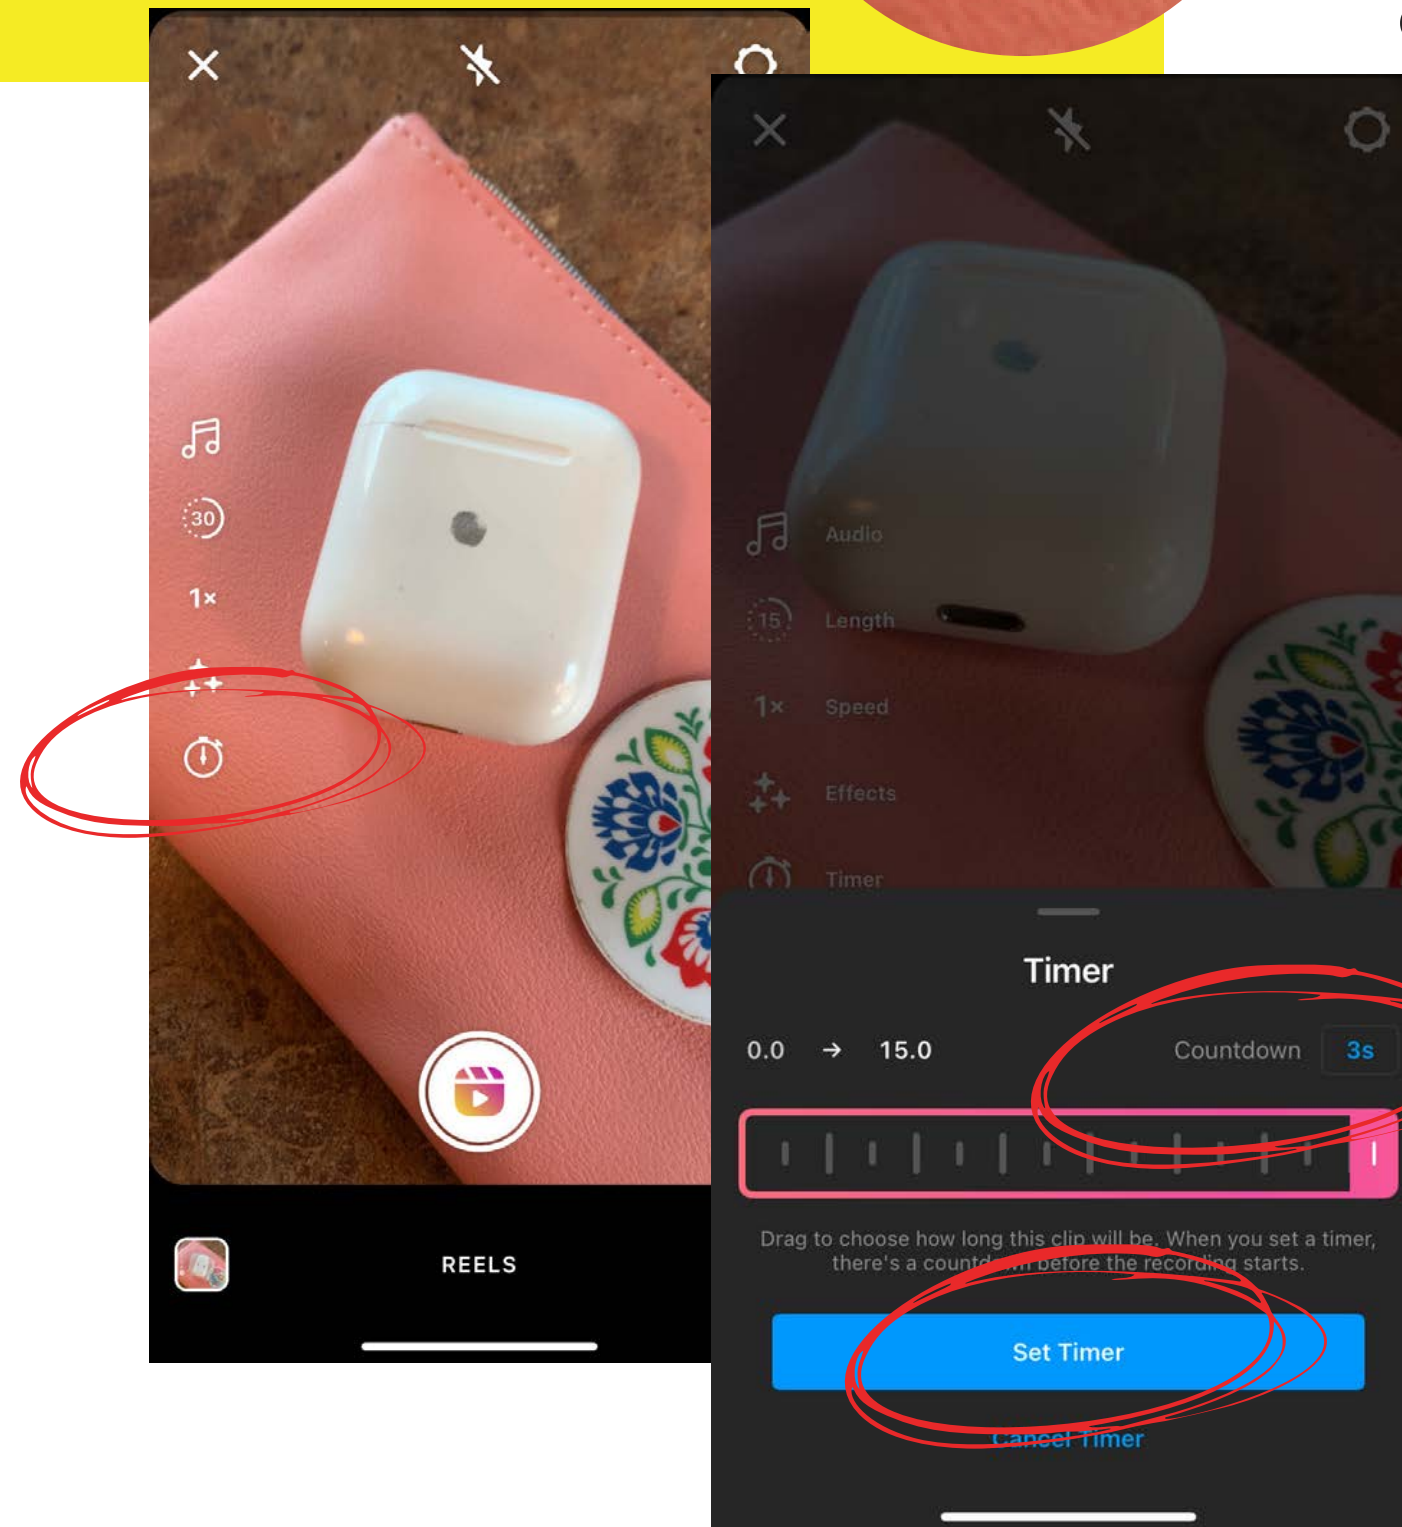 30
1×
REELS
Audio
15
Length
1×
Speed
Effects
Timer
Timer
0.0 → 15.0
Countdown 3s
Drag to choose how long this clip will be. When you set a timer,
there's a countdown before the recording starts.
Set Timer
Cancel Timer